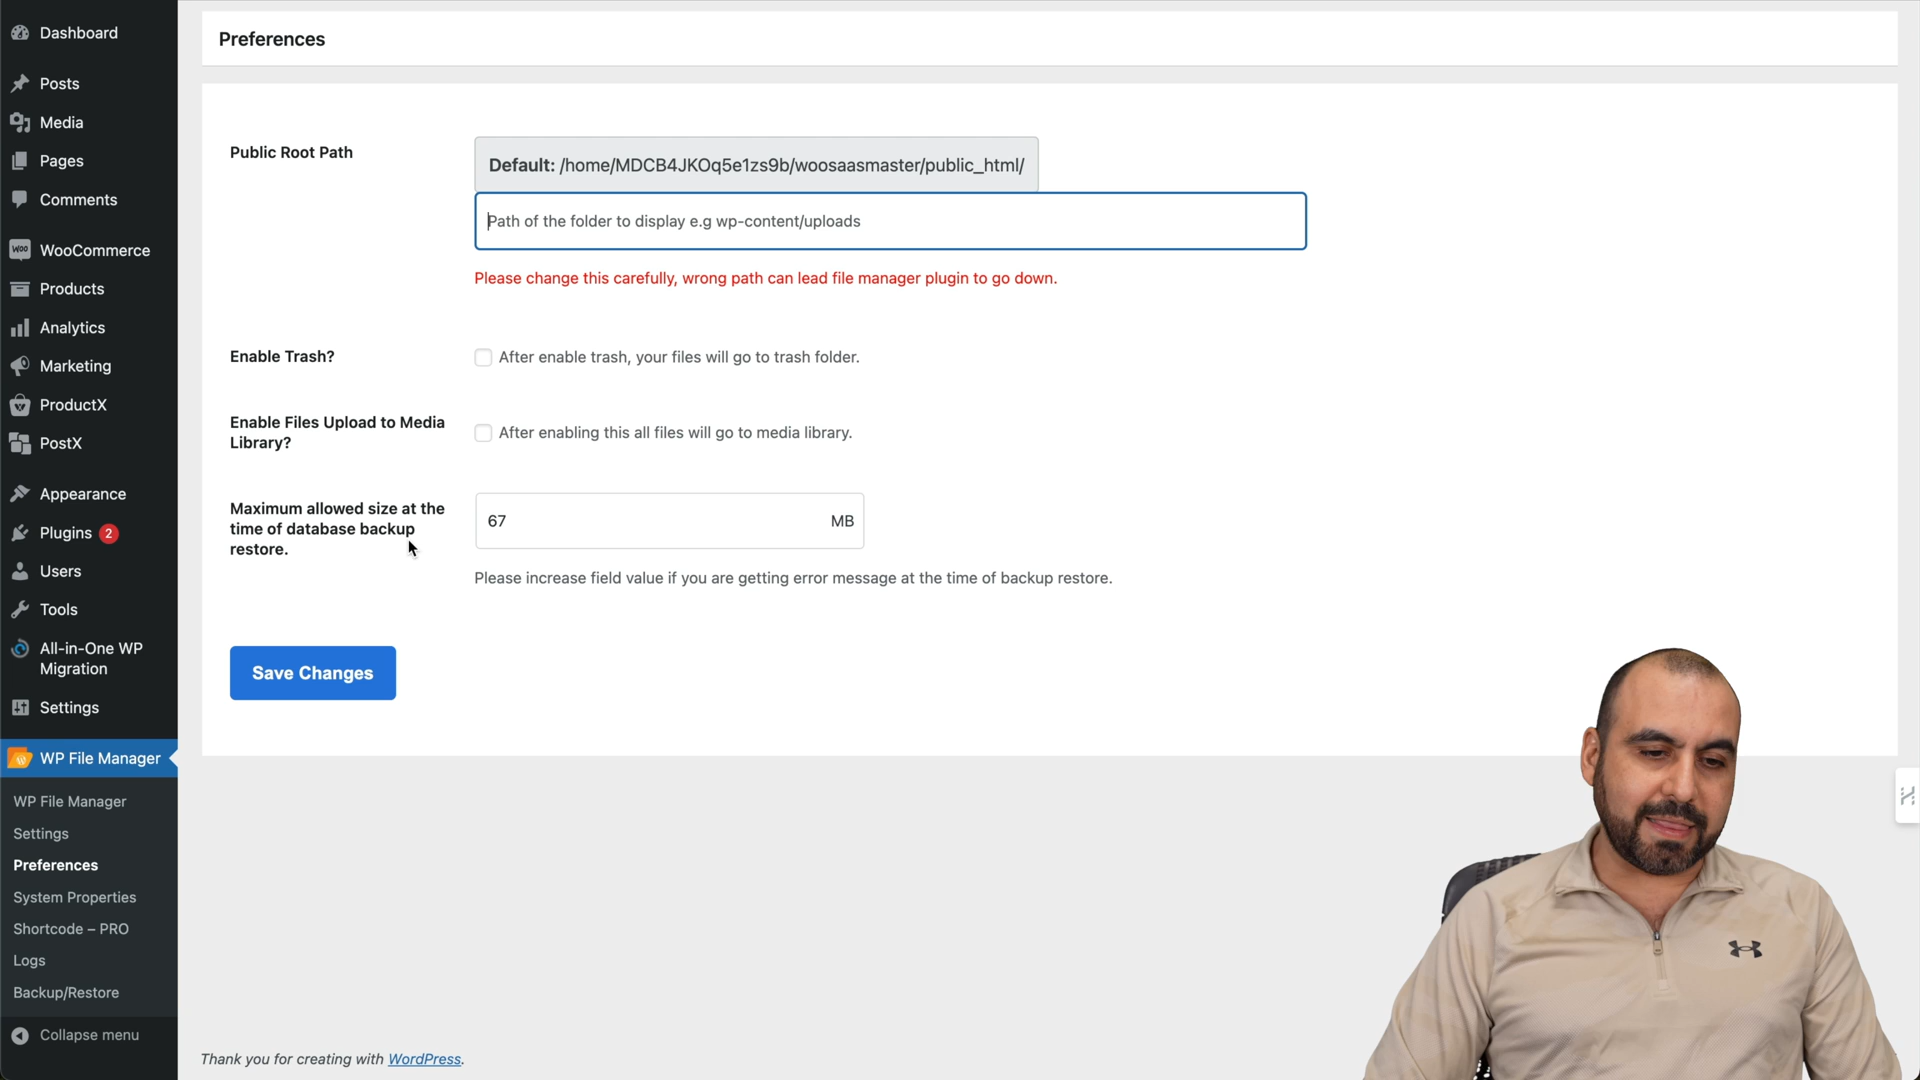 Dashboard
Posts
Media
Pages
Comments
WOO WooCommerce
Products
Analytics
Marketing
ProductX
PostX
Appearance
Plugins 2
Users
Tools
All-in-One WP
Migration
Settings
WP File Manager
WP File Manager
Settings
Preferences
System Properties
Shortcode – PRO
Logs
Backup/Restore
Collapse menu
Preferences
Public Root Path
Default: /home/MDCB4JKOq5e1zs9b/woosaasmaster/public_html/
Path of the folder to display e.g wp-content/uploads
Please change this carefully, wrong path can lead file manager plugin to go down.
Enable Trash?
After enable trash, your files will go to trash folder.
Enable Files Upload to Media
Library?
After enabling this all files will go to media library.
Maximum allowed size at the
time of database backup
restore.
67 MB
Please increase field value if you are getting error message at the time of backup restore.
Save Changes
Thank you for creating with WordPress.